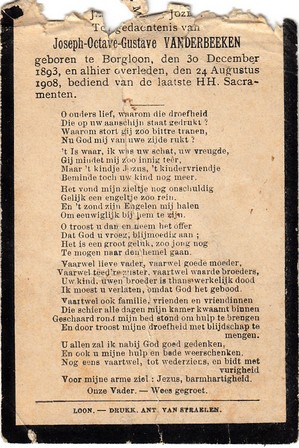 Ter gedachtenis van
Joseph-Octave-Gustave VANDERBEEKEN
geboren te Borgloon, den 30 December
1893, en alhier overleden, den 24 Augustus
1908, bediend van de laatste HH. Sacra-
menten.
O ouders lief, waarom die droefheid
Die op uw aanschijn staat gedrukt?
Waarom stort gij zoo bittre tranen,
Nu God mij van uwe zijde rukt?
't Is waar, ik was uw schat, uw vreugde,
Gij mindet mij zoo innig teêr,
Maar 't kindje Jezus, 't kindervriendje
Beminde toch uw kind nog meer.
Het vond mijn zieltje nog onschuldig
Gelijk een engeltje zoo rein,
En 't zond zijn Engelen mij halen
Om eeuwiglijk bij hem te zijn.
O troost u dan en neem het offer
Dat God u vroeg, blijmoedig aan;
Het is een groot geluk, zoo jong nog
Te mogen naar den hemel gaan.
Vaarwel lieve vader, vaarwel goede moeder,
Vaarwel teed're zuster, vaartwel waarde broeders,
Uw kind, uwen broeder is thans werkelijk dood
Ik moest u verlaten, omdat God het gebood.
Vaartwel ook familie, vrienden en vriendinnen
Die schier alle dagen mijn kamer kwaamt binnen
Geschaard rond mijn bed stond om hulp te brengen
En door troost mijne droefheid met blijdschap te
mengen.
U allen zal ik nabij God goed gedenken,
En ook u mijne hulp en bede weerschenken.
Nog eens vaartwel, tot wederziens, en bidt met
vurigheid
Voor mijne arme ziel: Jezus, barmhartigheid.
Onze Vader. — Wees gegroet.
LOON, — DRUKK. ANT. VAN STRAELEN.